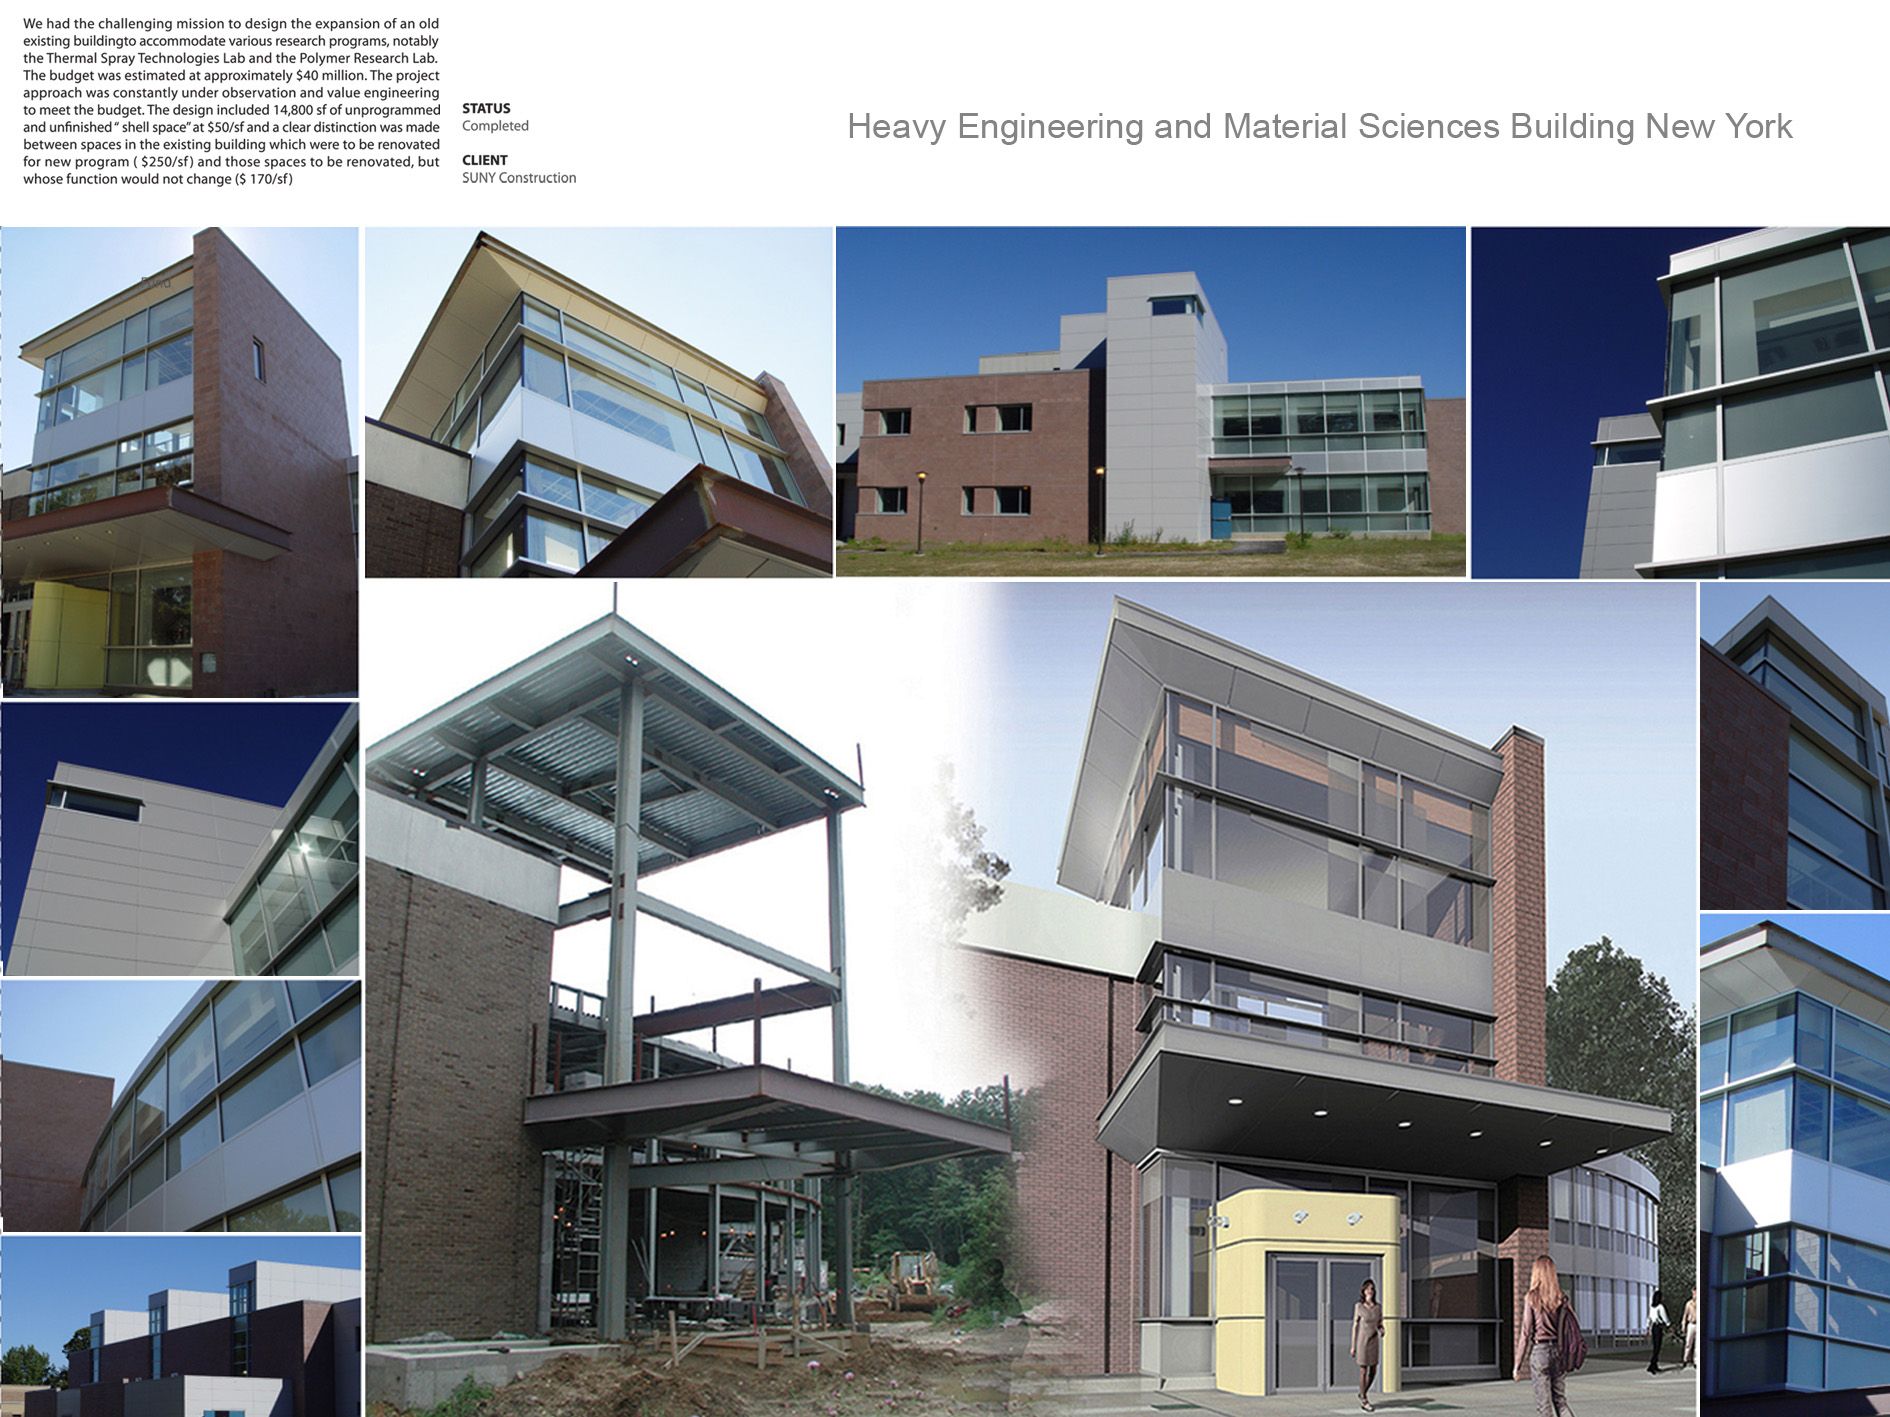 We had the challenging mission to design the expansion of an old
existing buildingto accommodate various research programs, notably
the Thermal Spray Technologies Lab and the Polymer Research Lab.
The budget was estimated at approximately $40 million. The project
approach was constantly under observation and value engineering
to meet the budget. The design included 14,800 sf of unprogrammed
and unfinished “ shell space” at $50/sf and a clear distinction was made
between spaces in the existing building which were to be renovated
for new program ( $250/sf ) and those spaces to be renovated, but
whose function would not change ($ 170/sf )
STATUS
Completed
CLIENT
SUNY Construction
Heavy Engineering and Material Sciences Building New York
Fund